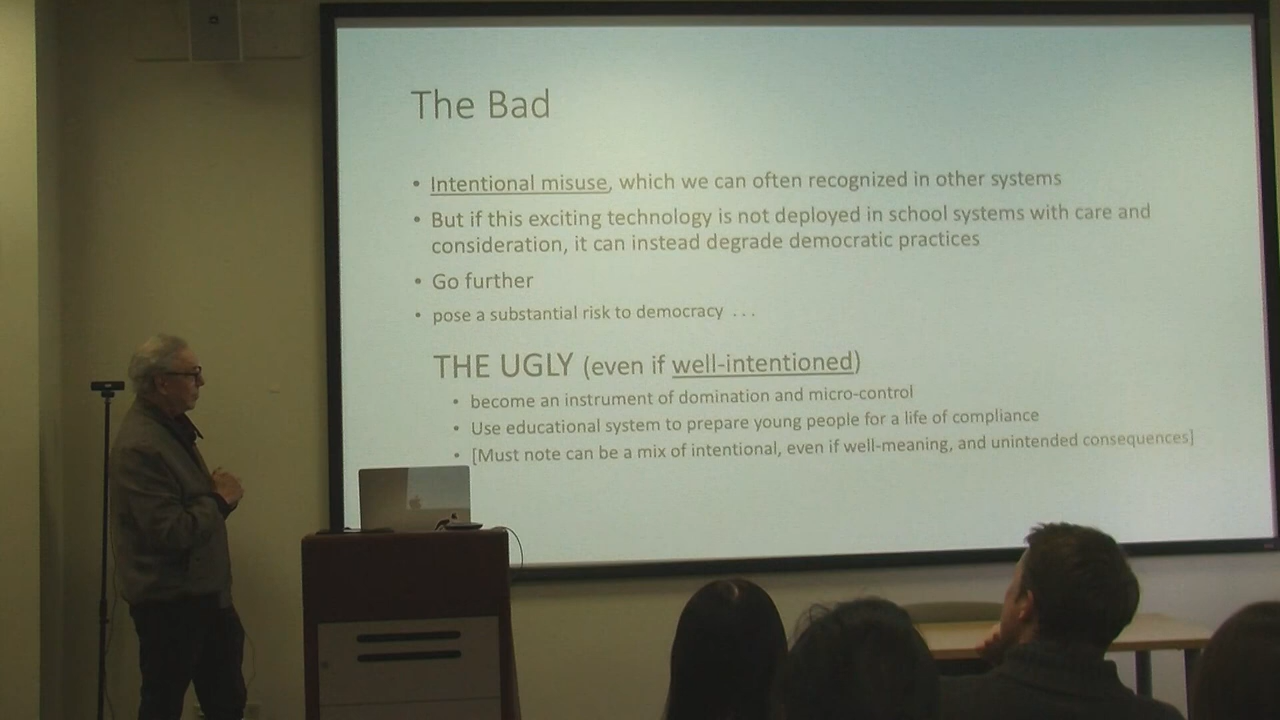 The Bad
• Intentional misuse, which we can often recognized in other systems
• But if this exciting technology is not deployed in school systems with care and
consideration, it can instead degrade democratic practices
• Go further
• pose a substantial risk to democracy . . .
THE UGLY (even if well-intentioned)
• become an instrument of domination and micro-control
• Use educational system to prepare young people for a life of compliance
• [Must note can be a mix of intentional, even if well-meaning, and unintended consequences]